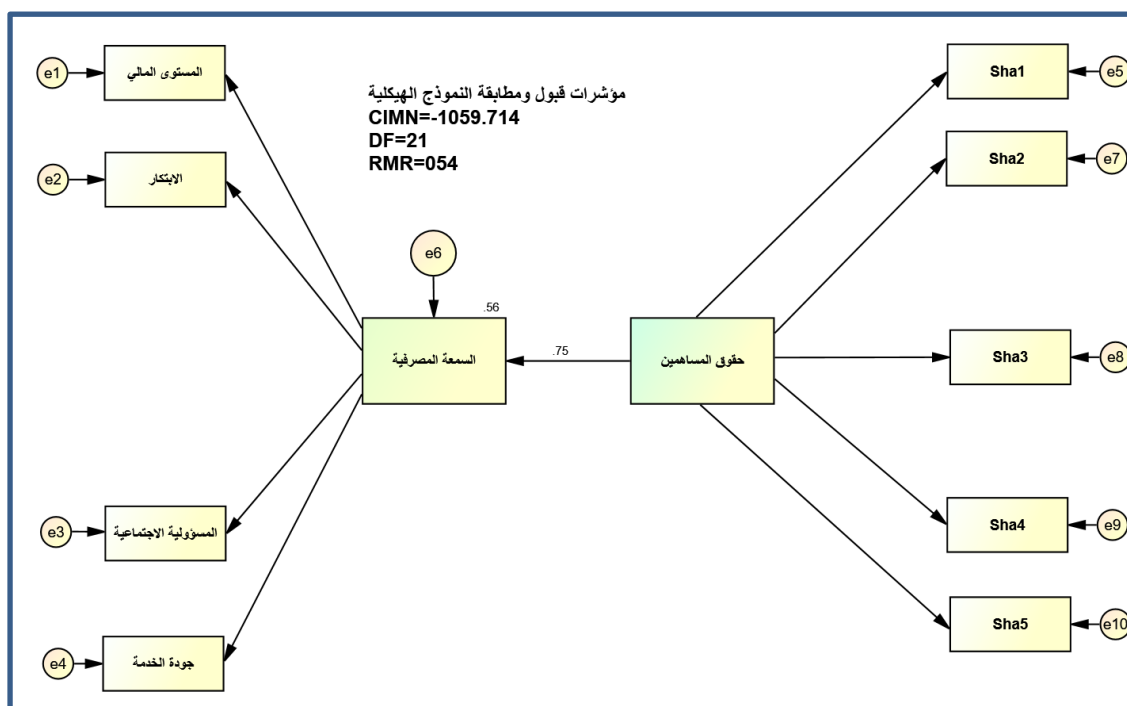 e1
المستوى المالي
e2
الابتكار
مؤشرات قبول ومطابقة النموذج الهيكلية
CIMN=-1059.714
DF=21
RMR=054
Sha1
e5
Sha2
e7
e6
.56
السمعة المصرفية
.75
حقوق المساهمين
Sha3
e8
e3
المسؤولية الاجتماعية
Sha4
e9
e4
جودة الخدمة
Sha5
e10